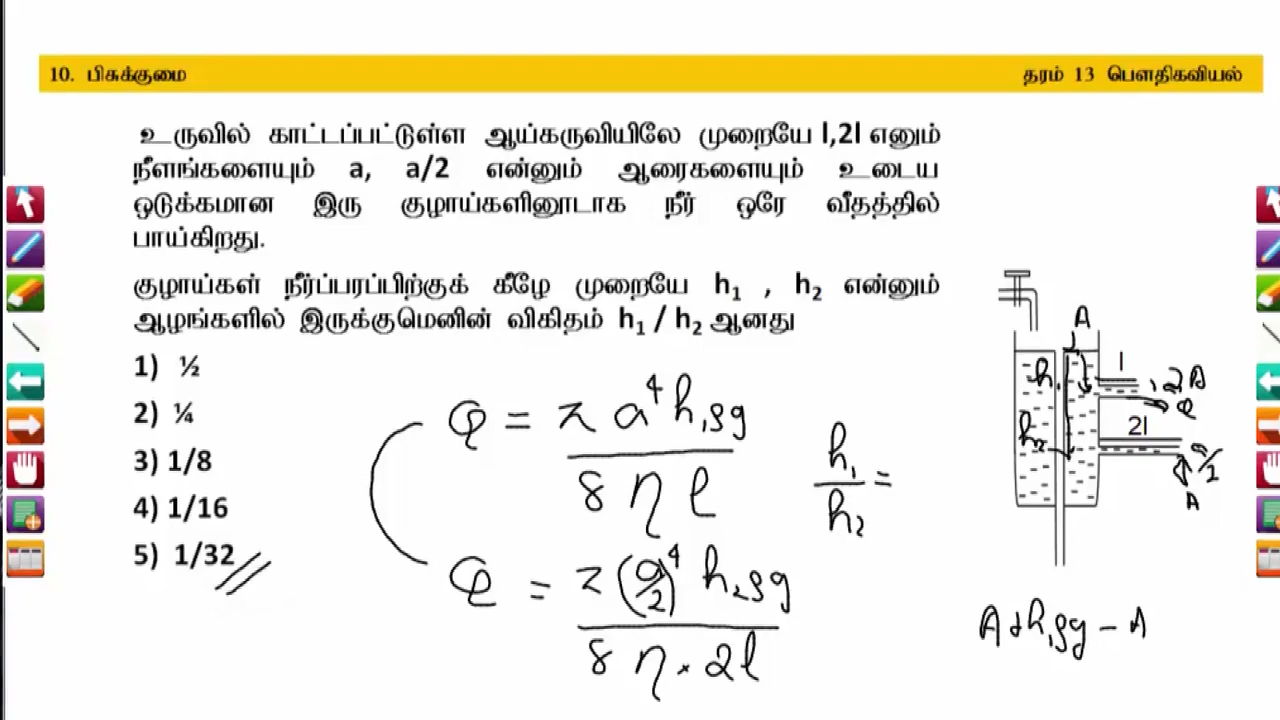 10. பிசுக்குமை
தரம் 13 பௌதிகவியல்
உருவில் காட்டப்பட்டுள்ள ஆய்கருவியிலே முறையே l,2l எனும்
நீளங்களையும் a, a/2 என்னும் ஆரைகளையும் உடைய
ஒடுக்கமான இரு குழாய்களினூடாக நீர் ஒரே வீதத்தில்
பாய்கிறது.
குழாய்கள் நீர்ப்பரப்பிற்குக் கீழே முறையே h₁ , h₂ என்னும்
ஆழங்களில் இருக்குமெனின் விகிதம் h₁ / h₂ ஆனது
1) ½
2) ¼
3) 1/8
4) 1/16
5) 1/32
Q = π a⁴ h₁ρg
8 η l
Q = π (a/2)⁴ h₂ρg
8 η × 2l
h₁
h₂ =
A
l
h₁
A
Q
2l
h₂
a/2
A
A + h₁ρg – A